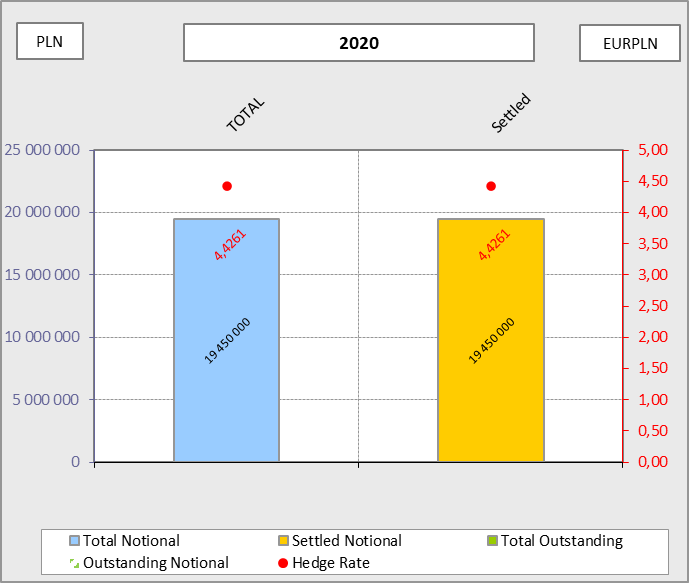 PLN
2020
EURPLN
TOTAL
Settled
25 000 000
20 000 000
15 000 000
10 000 000
5 000 000
0
5,00
4,50
4,00
3,50
3,00
2,50
2,00
1,50
1,00
0,50
0,00
4,4261
4,4261
19 450 000
19 450 000
Total Notional
Settled Notional
Total Outstanding
Outstanding Notional
Hedge Rate